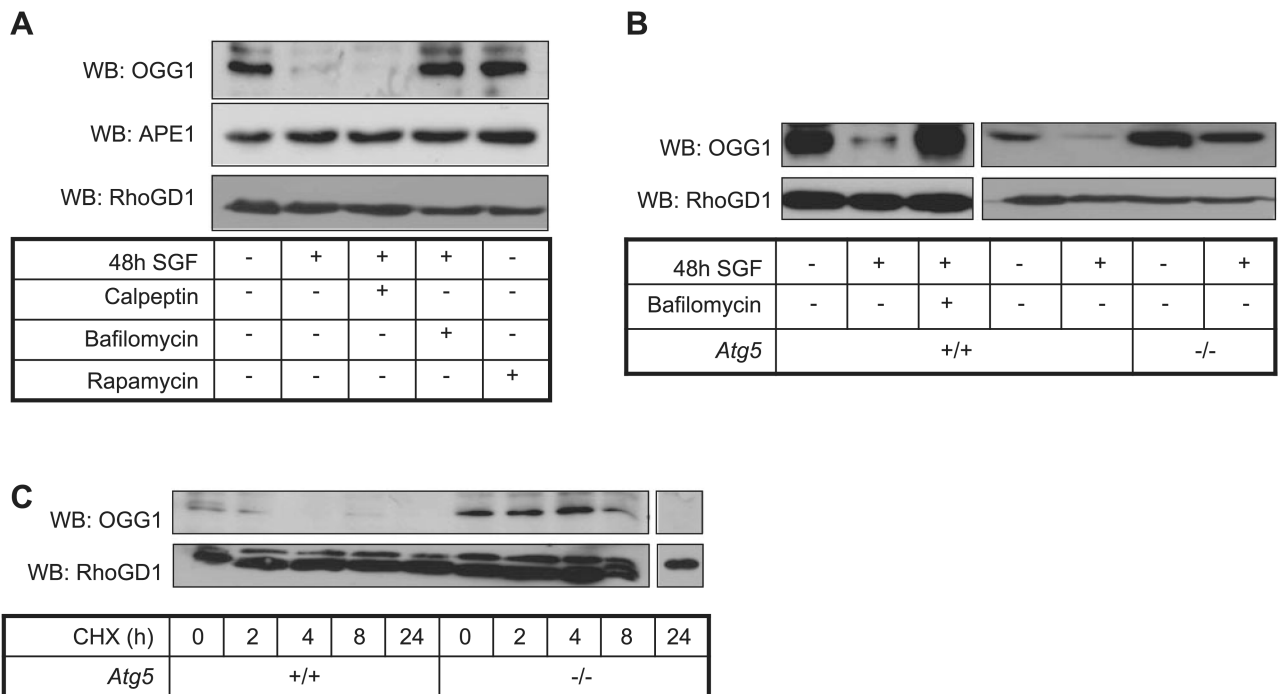 A
WB: OGG1
WB: APE1
WB: RhoGD1
48h SGF - + + + -
Calpeptin - - + - -
Bafilomycin - - - + -
Rapamycin - - - - +
B
WB: OGG1
WB: RhoGD1
48h SGF - + + - + - +
Bafilomycin - - + - - - -
Atg5 +/+ -/-
C
WB: OGG1
WB: RhoGD1
CHX (h) 0 2 4 8 24 0 2 4 8 24
Atg5 +/+ -/-